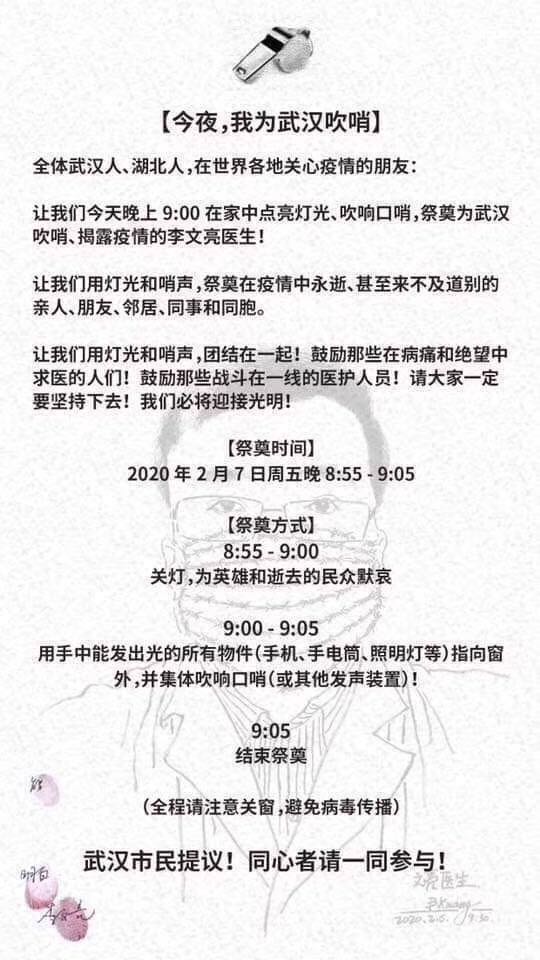 【今夜,我为武汉吹哨】
全体武汉人、湖北人,在世界各地关心疫情的朋友:
让我们今天晚上 9:00 在家中点亮灯光、吹响口哨,祭奠为武汉
吹哨、揭露疫情的李文亮医生!
让我们用灯光和哨声,祭奠在疫情中永逝、甚至来不及道别的
亲人、朋友、邻居、同事和同胞。
让我们用灯光和哨声,团结在一起!鼓励那些在病痛和绝望中
求医的人们!鼓励那些战斗在一线的医护人员!请大家一定
要坚持下去!我们必将迎接光明!
【祭奠时间】
2020 年 2 月 7 日周五晚 8:55 - 9:05
【祭奠方式】
8:55 - 9:00
关灯,为英雄和逝去的民众默哀
9:00 - 9:05
用手中能发出光的所有物件(手机、手电筒、照明灯等)指向窗
外,并集体吹响口哨(或其他发声装置)!
9:05
结束祭奠
(全程请注意关窗,避免病毒传播)
武汉市民提议!同心者请一同参与!
能
明白
李文亮
文亮医生
2020.2.5. 9:30.